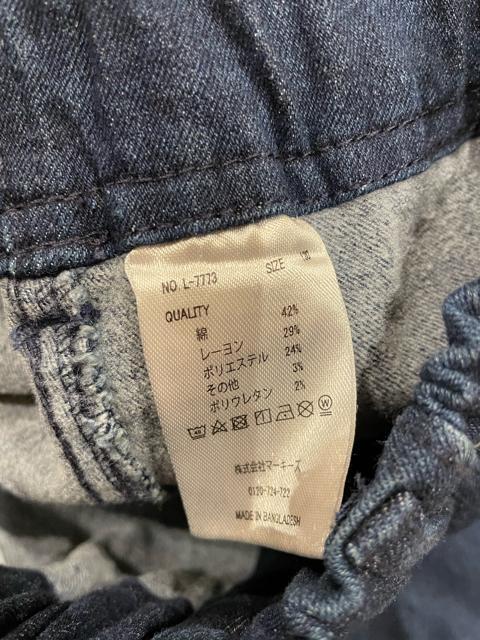 NO. L-7773 SIZE
QUALITY
綿 42%
レーヨン 29%
ポリエステル 24%
その他 3%
ポリウレタン 2%
株式会社マーキーズ
0120-724-722
MADE IN BANGLADESH